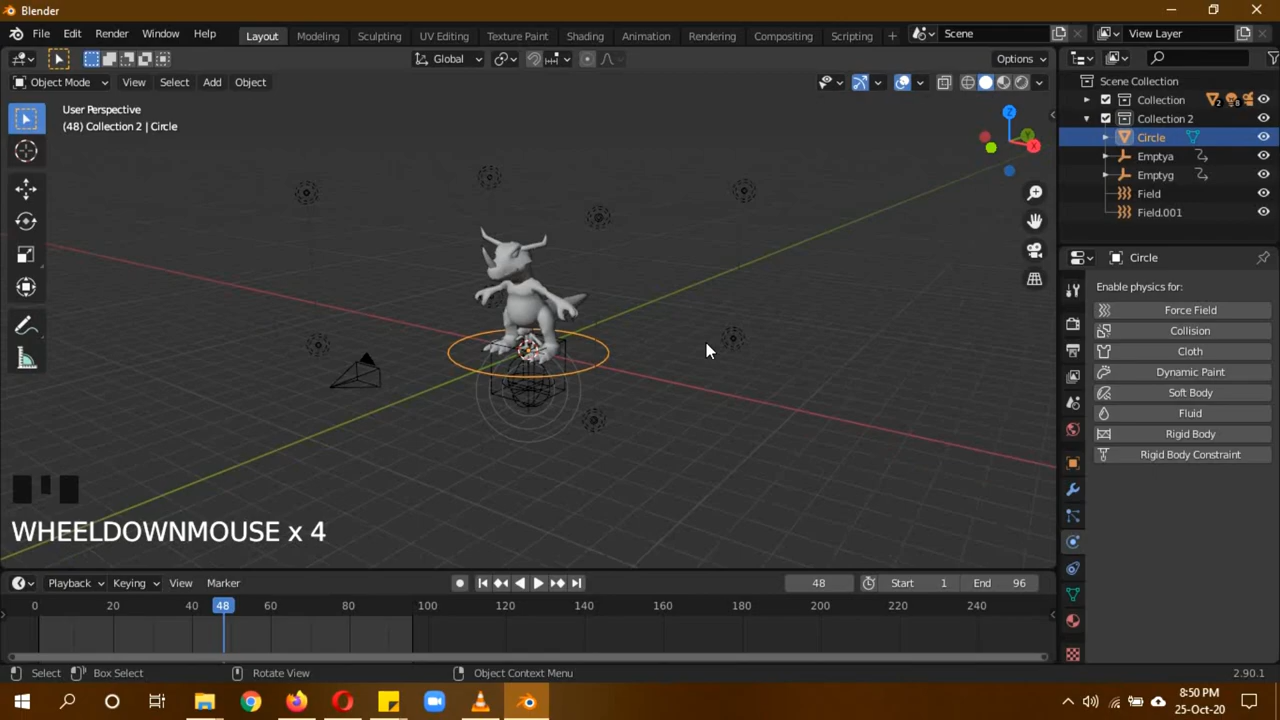 Blender
File Edit Render Window Help Layout Modeling Sculpting UV Editing Texture Paint Shading Animation Rendering Compositing Scripting + Scene View Layer
Global Options
Object Mode View Select Add Object
User Perspective
(48) Collection 2 | Circle
Z
Y
X
Scene Collection
Collection 2 8
Collection 2
Circle
Emptya
Emptyg
Field
Field.001
Circle
Enable physics for:
Force Field
Collision
Cloth
Dynamic Paint
Soft Body
Fluid
Rigid Body
Rigid Body Constraint
WHEELDOWNMOUSE x 4
Playback Keying View Marker 48 Start 1 End 96
0 20 40 48 60 80 100 120 140 160 180 200 220 240
Select Box Select Rotate View Object Context Menu 2.90.1
8:50 PM
25-Oct-20